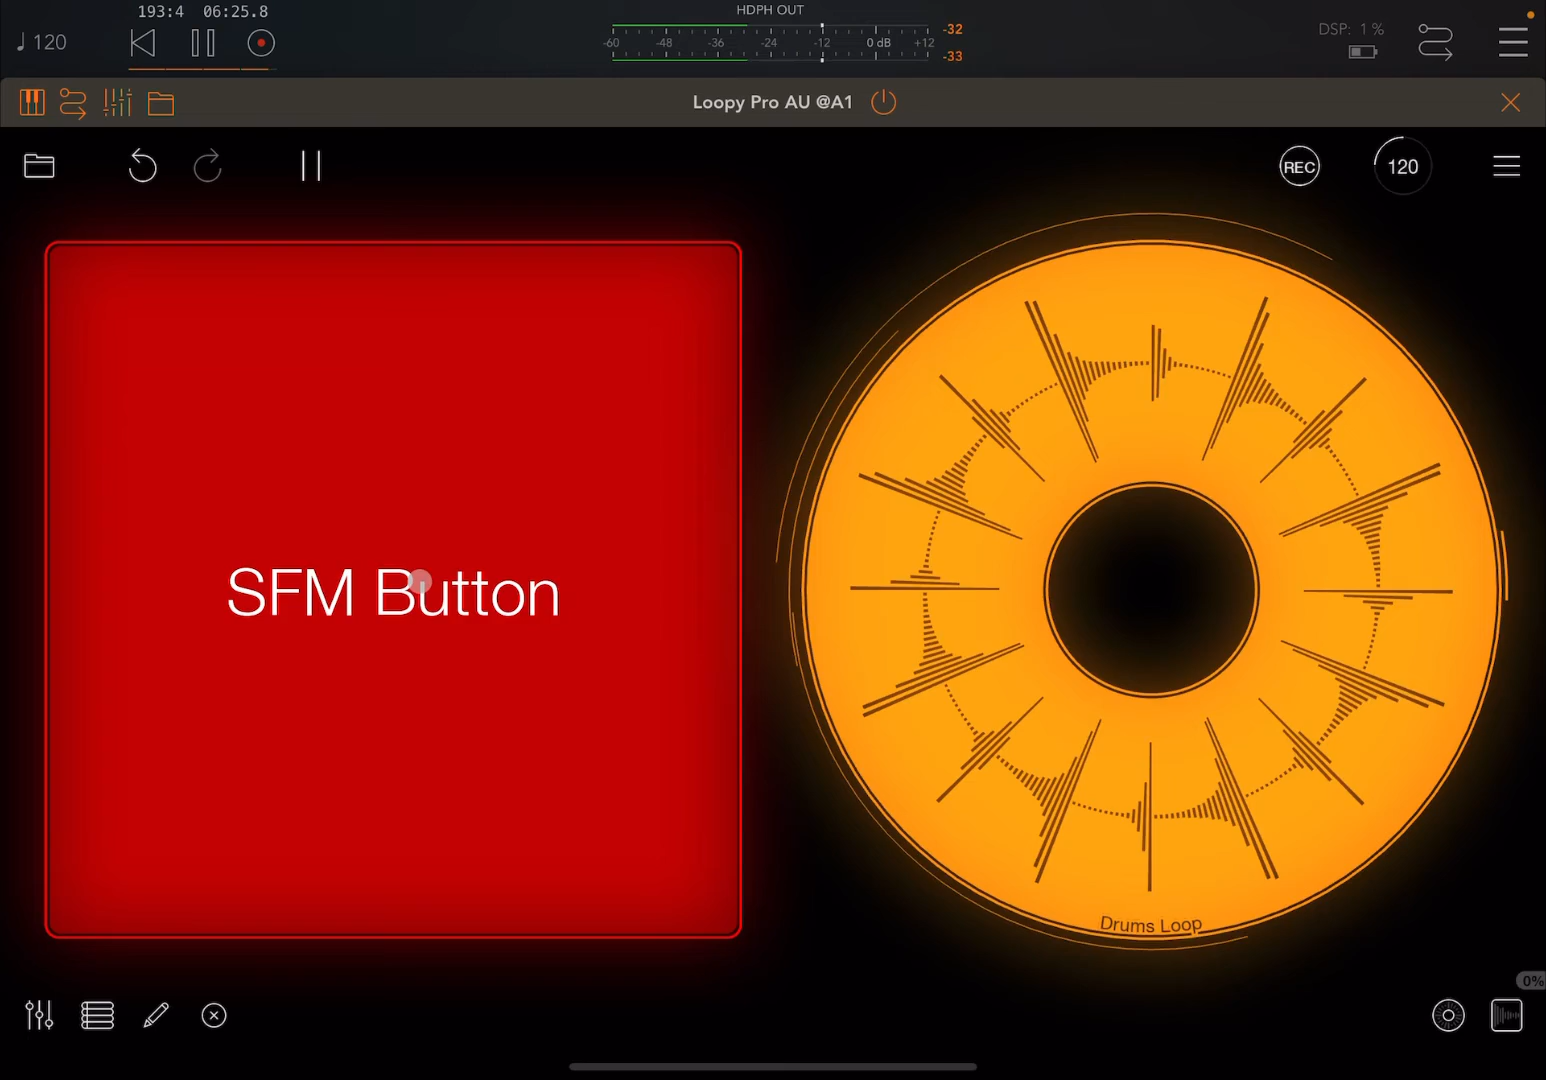 193:4 06:25.8
HDPH OUT
120
-60 -48 -36 -24 -12 0 dB +12
-32
-33
DSP: 1 %
Loopy Pro AU @A1
REC
120
SFM Button
Drums Loop
0%